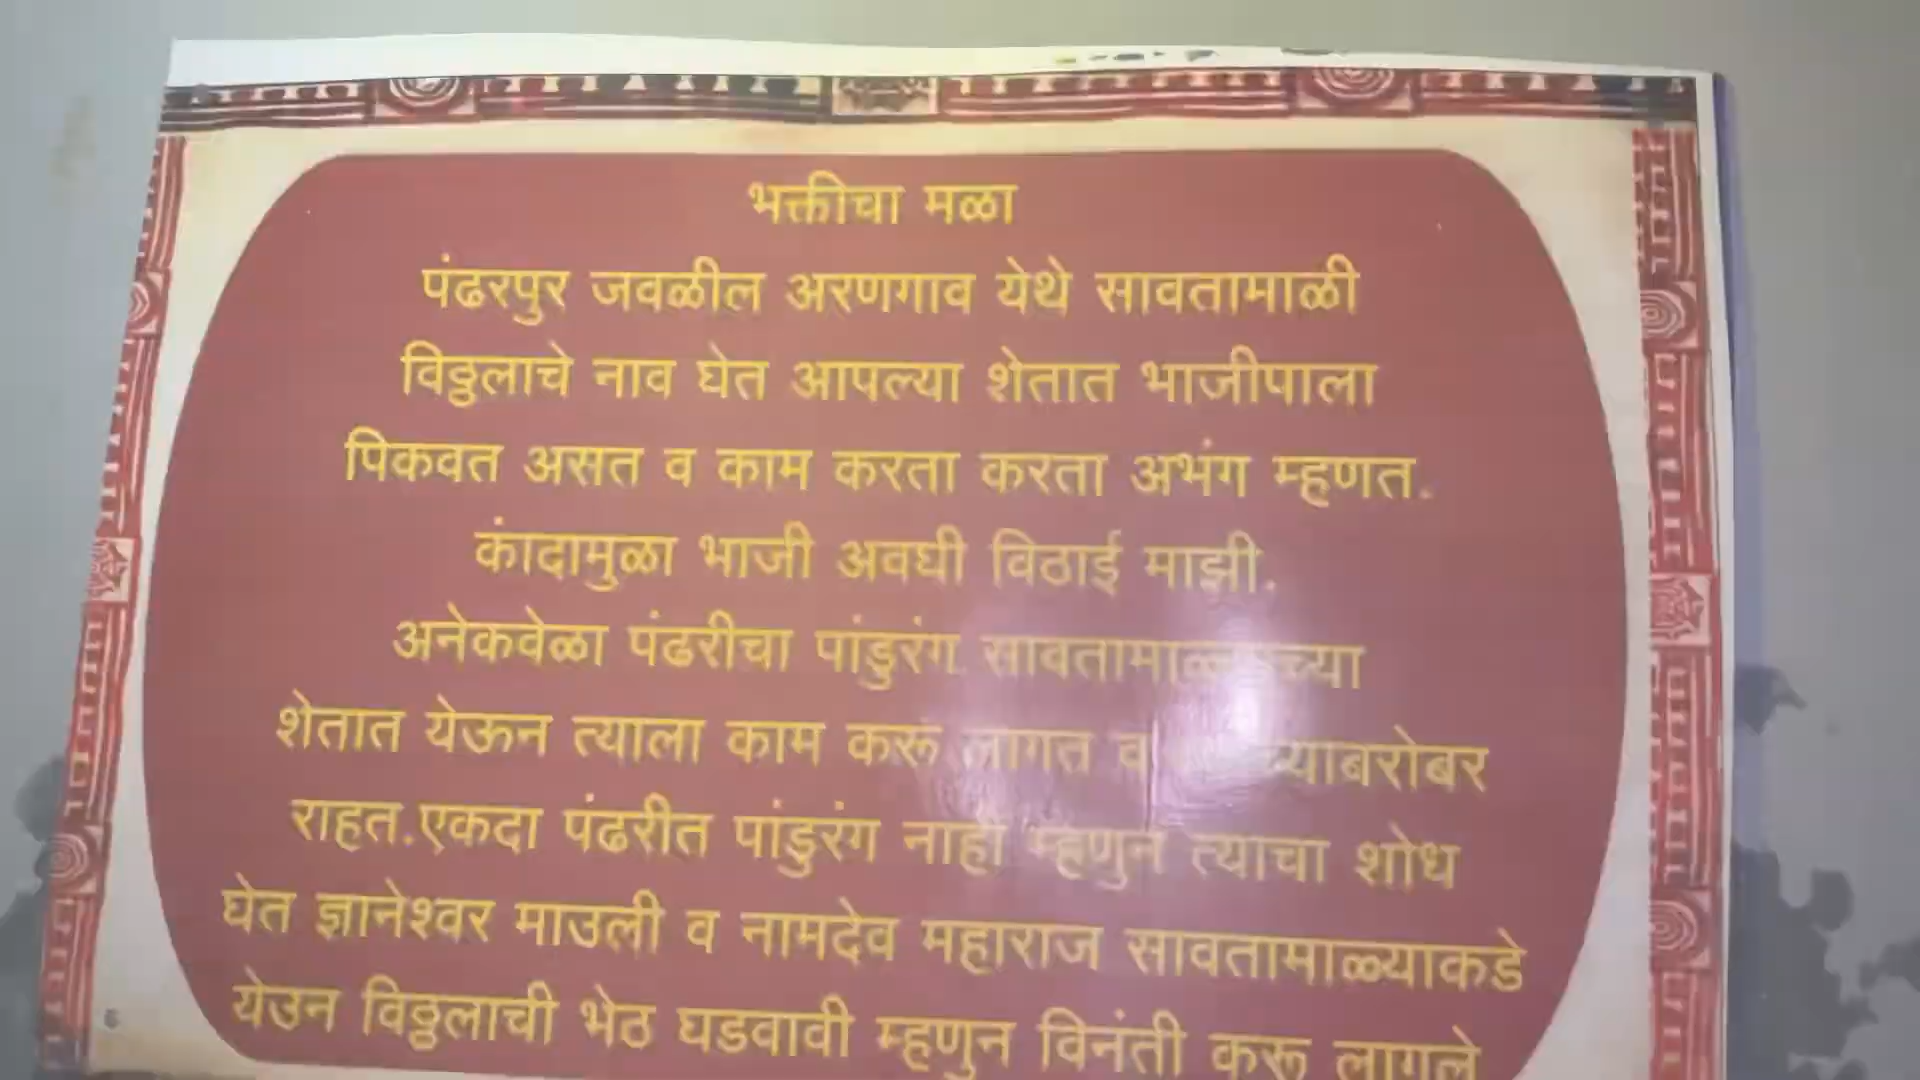 भक्तीचा मळा
पंढरपुर जवळील अरणगाव येथे सावतामाळी
विठ्ठलाचे नाव घेत आपल्या शेतात भाजीपाला
पिकवत असत व काम करता करता अभंग म्हणत.
कांदामुळा भाजी अवघी विठाई माझी.
अनेकवेळा पंढरीचा पांडुरंग
शेतात येऊन त्याला काम करू लागत व
राहत.एकदा पंढरीत पांडुरंग नाही म्हणुन त्याचा शोध
घेत ज्ञानेश्वर माउली व नामदेव महाराज सावतामाळ्याकडे
येउन विठ्ठलाची भेठ घडवावी म्हणुन विनंती करू लागले